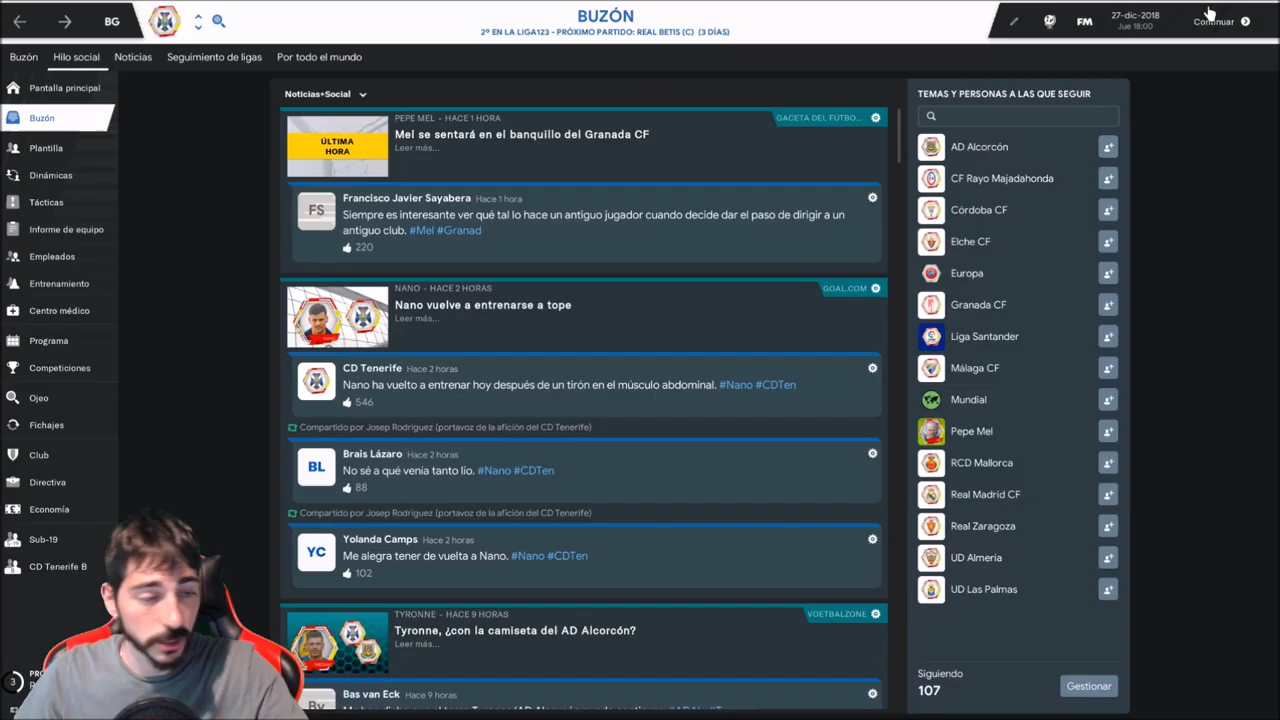 BG
BUZÓN
2º EN LA LIGA123 - PRÓXIMO PARTIDO: REAL BETIS (C) (3 DÍAS)
FM
27-dic-2018
Jue 18:00
Continuar
Buzón
Hilo social
Noticias
Seguimiento de ligas
Por todo el mundo
Pantalla principal
Buzón
Plantilla
Dinámicas
Tácticas
Informe de equipo
Empleados
Entrenamiento
Centro médico
Programa
Competiciones
Ojeo
Fichajes
Club
Directiva
Economía
Sub-19
CD Tenerife B
3
Noticias+Social
PEPE MEL - HACE 1 HORA
GACETA DEL FÚTBO...
ÚLTIMA
HORA
Mel se sentará en el banquillo del Granada CF
Leer más...
FS
Francisco Javier Sayabera Hace 1 hora
Siempre es interesante ver qué tal lo hace un antiguo jugador cuando decide dar el paso de dirigir a un
antiguo club. #Mel #Granad
220
NANO - HACE 2 HORAS
GOAL.COM
Nano vuelve a entrenarse a tope
Leer más...
CD Tenerife Hace 2 horas
Nano ha vuelto a entrenar hoy después de un tirón en el músculo abdominal. #Nano #CDTen
546
Compartido por Josep Rodriguez (portavoz de la afición del CD Tenerife)
BL
Brais Lázaro Hace 2 horas
No sé a qué venía tanto lío. #Nano #CDTen
88
Compartido por Josep Rodriguez (portavoz de la afición del CD Tenerife)
YC
Yolanda Camps Hace 2 horas
Me alegra tener de vuelta a Nano. #Nano #CDTen
102
TYRONNE - HACE 9 HORAS
VOETBALZONE
Tyronne, ¿con la camiseta del AD Alcorcón?
Leer más...
Bas van Eck Hace 9 horas
TEMAS Y PERSONAS A LAS QUE SEGUIR
AD Alcorcón
CF Rayo Majadahonda
Córdoba CF
Elche CF
Europa
Granada CF
Liga Santander
Málaga CF
Mundial
Pepe Mel
RCD Mallorca
Real Madrid CF
Real Zaragoza
UD Almería
UD Las Palmas
Siguiendo
107
Gestionar